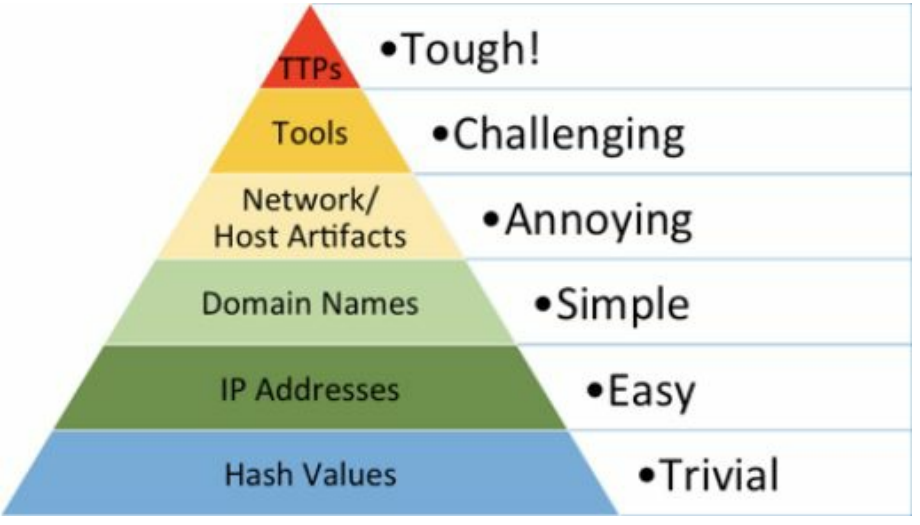 TTPs
•Tough!
Tools
•Challenging
Network/
Host Artifacts
•Annoying
Domain Names
•Simple
IP Addresses
•Easy
Hash Values
•Trivial